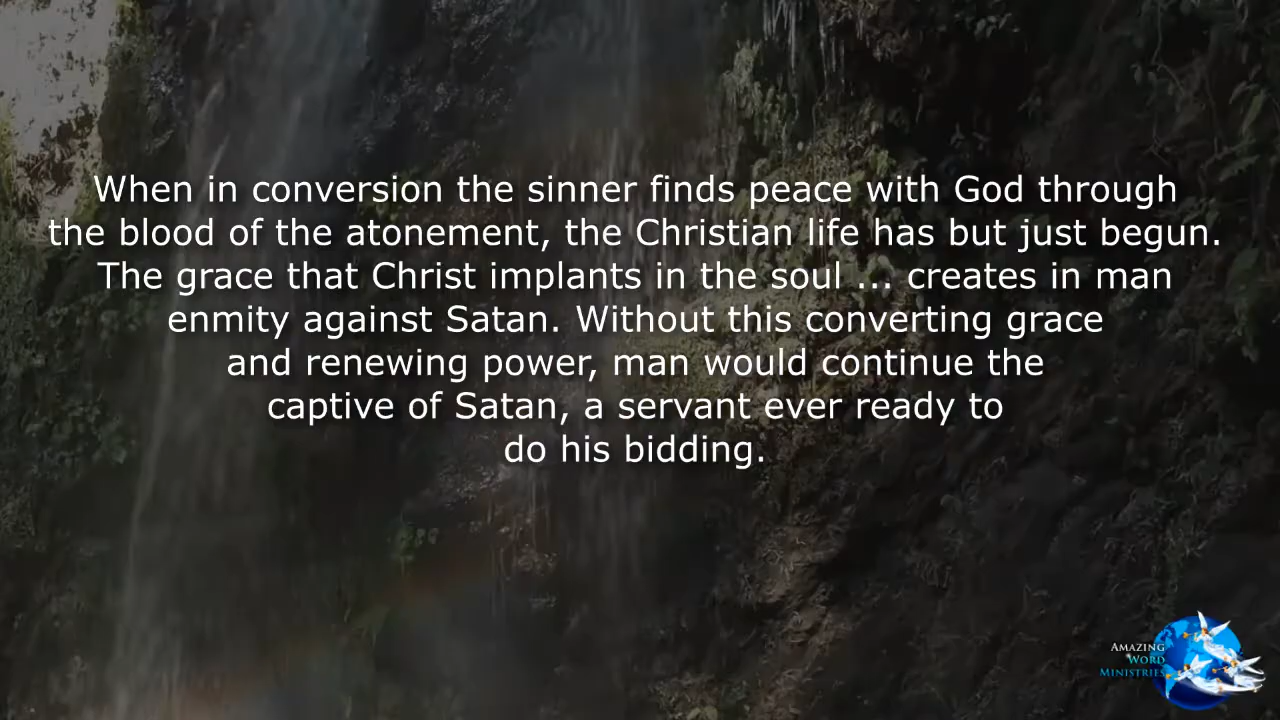 When in conversion the sinner finds peace with God through
the blood of the atonement, the Christian life has but just begun.
The grace that Christ implants in the soul ... creates in man
enmity against Satan. Without this converting grace
and renewing power, man would continue the
captive of Satan, a servant ever ready to
do his bidding.
AMAZING
WORD
MINISTRIES